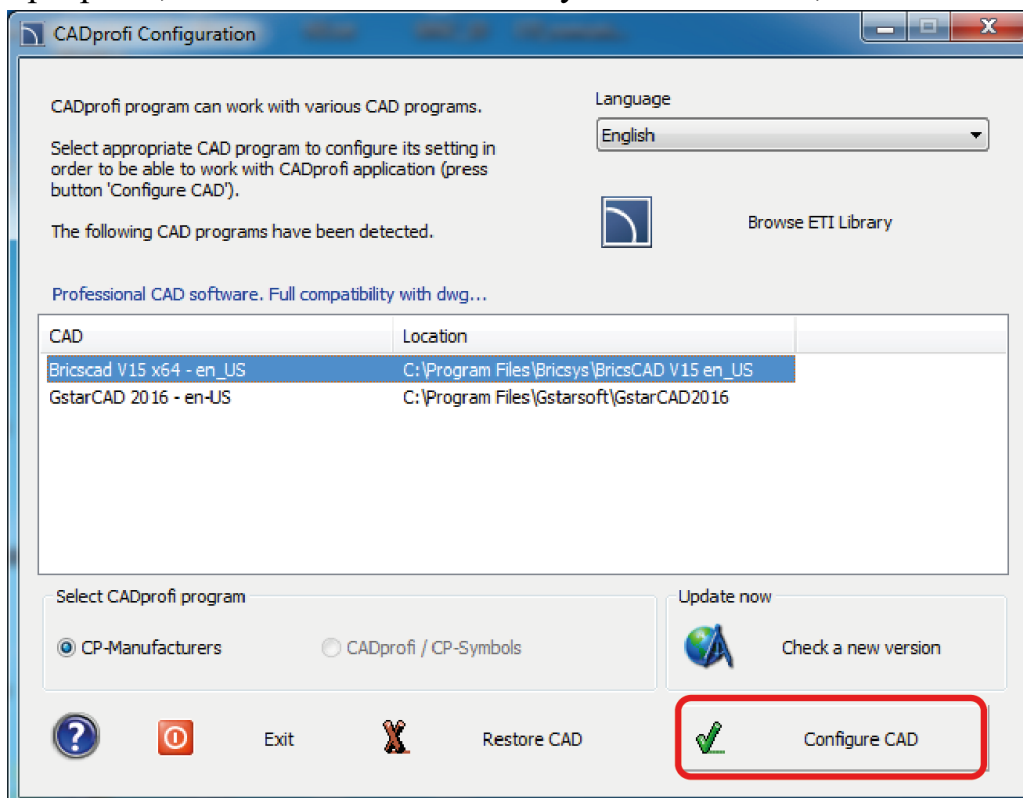 CADprofi Configuration
X
CADprofi program can work with various CAD programs.
Select appropriate CAD program to configure its setting in
order to be able to work with CADprofi application (press
button 'Configure CAD').
The following CAD programs have been detected.
Language
English
Browse ETI Library
Professional CAD software. Full compatibility with dwg...
CAD Location
Bricscad V15 x64 - en_US C:\Program Files\Bricsys\BricsCAD V15 en_US
GstarCAD 2016 - en-US C:\Program Files\Gstarsoft\GstarCAD2016
Select CADprofi program
CP-Manufacturers CADprofi / CP-Symbols
Update now
Check a new version
? Exit Restore CAD Configure CAD